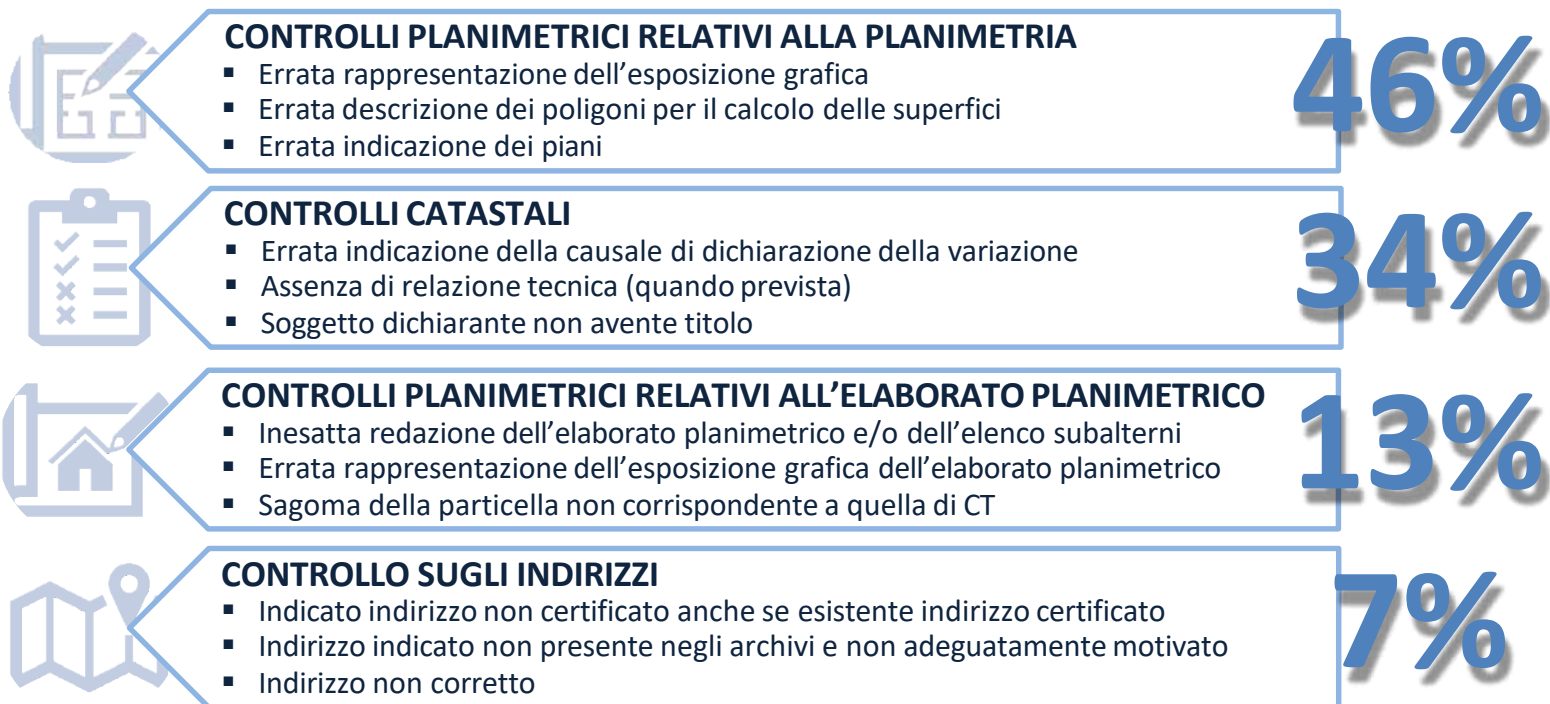 CONTROLLI PLANIMETRICI RELATIVI ALLA PLANIMETRIA
▪ Errata rappresentazione dell’esposizione grafica
▪ Errata descrizione dei poligoni per il calcolo delle superfici
▪ Errata indicazione dei piani
46%
CONTROLLI CATASTALI
▪ Errata indicazione della causale di dichiarazione della variazione
▪ Assenza di relazione tecnica (quando prevista)
▪ Soggetto dichiarante non avente titolo
34%
CONTROLLI PLANIMETRICI RELATIVI ALL’ELABORATO PLANIMETRICO
▪ Inesatta redazione dell’elaborato planimetrico e/o dell’elenco subalterni
▪ Errata rappresentazione dell’esposizione grafica dell’elaborato planimetrico
▪ Sagoma della particella non corrispondente a quella di CT
13%
CONTROLLO SUGLI INDIRIZZI
▪ Indicato indirizzo non certificato anche se esistente indirizzo certificato
▪ Indirizzo indicato non presente negli archivi e non adeguatamente motivato
▪ Indirizzo non corretto
7%